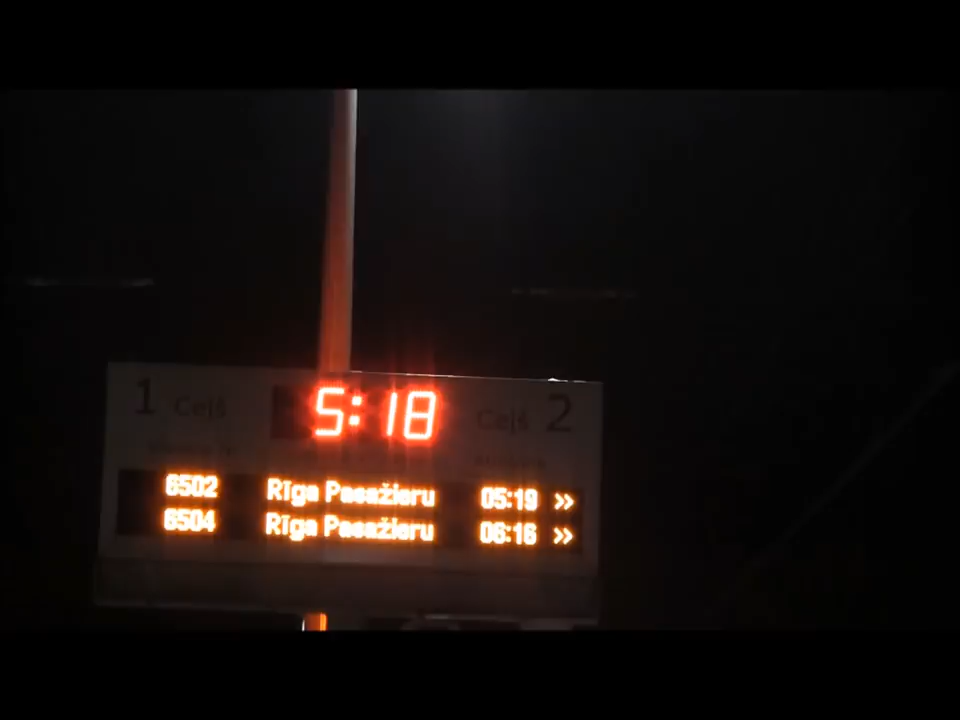 1 Ceļš
5:18
Ceļš 2
6502 Rīga Pasažieru 05:19 >>
6504 Rīga Pasažieru 06:16 >>